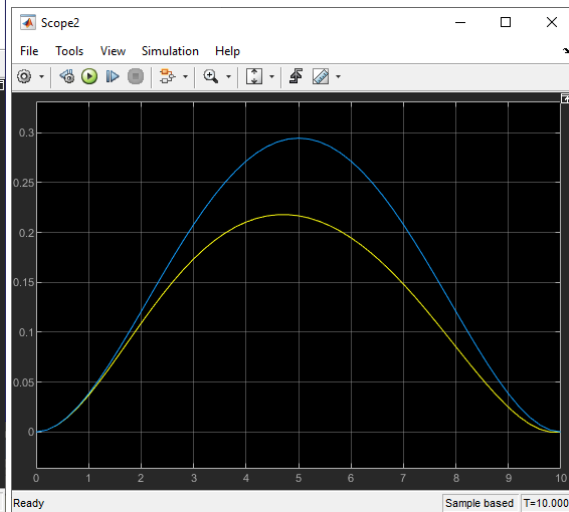 Scope2
File Tools View Simulation Help
0.3
0.25
0.2
0.15
0.1
0.05
0
0 1 2 3 4 5 6 7 8 9 10
Ready Sample based T=10.000